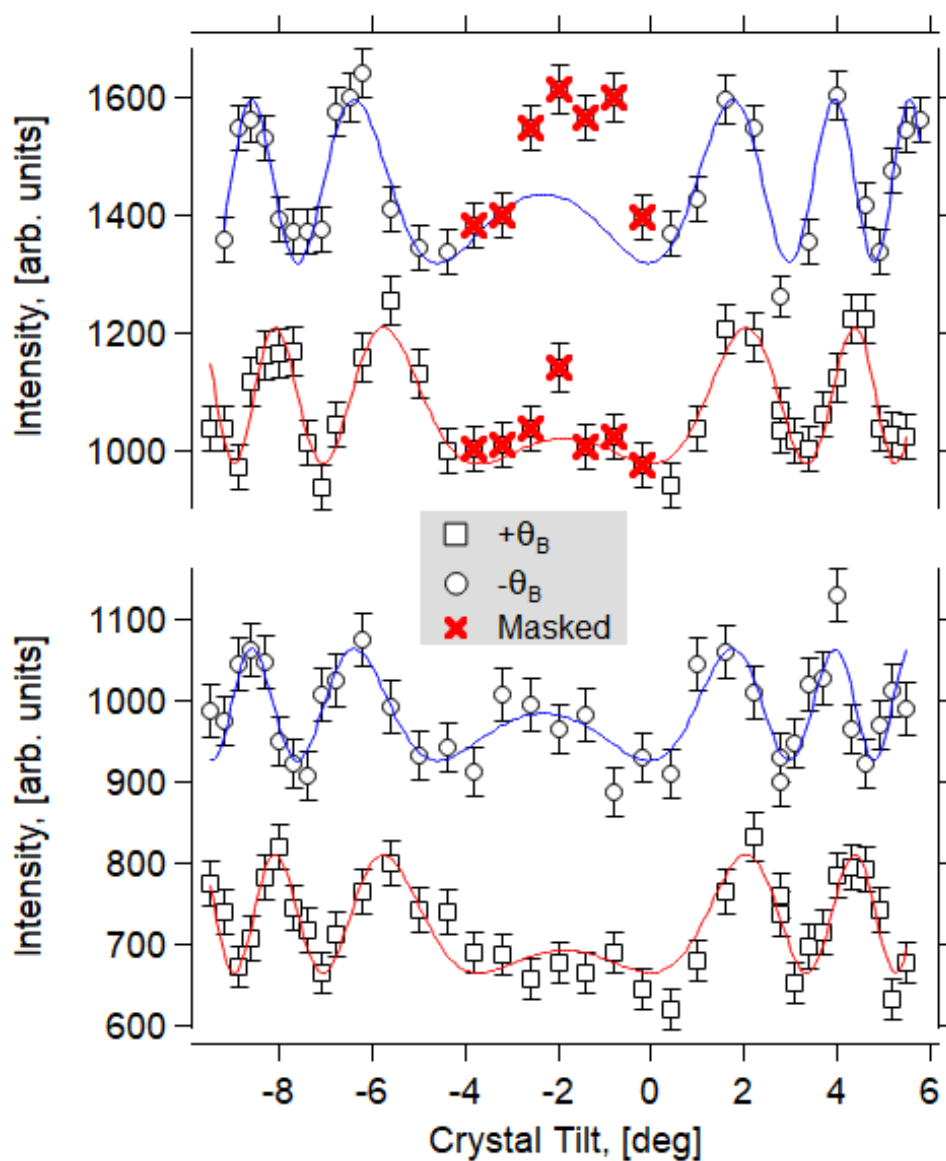 1600
1400
1200
1000
Intensity, [arb. units]
+θB
-θB
Masked
1100
1000
900
800
700
600
Intensity, [arb. units]
-8 -6 -4 -2 0 2 4 6
Crystal Tilt, [deg]